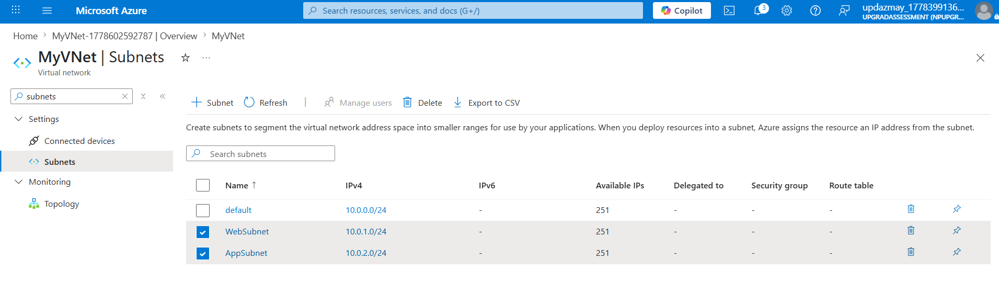 Microsoft Azure
Search resources, services, and docs (G+/)
Copilot
3
updazmay_1778399136...
UPGRADASSESSMENT (NPUPGR...
Home > MyVNet-1778602592787 | Overview > MyVNet
MyVNet | Subnets
Virtual network
subnets
Settings
Connected devices
Subnets
Monitoring
Topology
Subnet Refresh Manage users Delete Export to CSV
Create subnets to segment the virtual network address space into smaller ranges for use by your applications. When you deploy resources into a subnet, Azure assigns the resource an IP address from the subnet.
Search subnets
Name ↑ IPv4 IPv6 Available IPs Delegated to Security group Route table
default 10.0.0.0/24 - 251 - - -
WebSubnet 10.0.1.0/24 - 251 - - -
AppSubnet 10.0.2.0/24 - 251 - - -